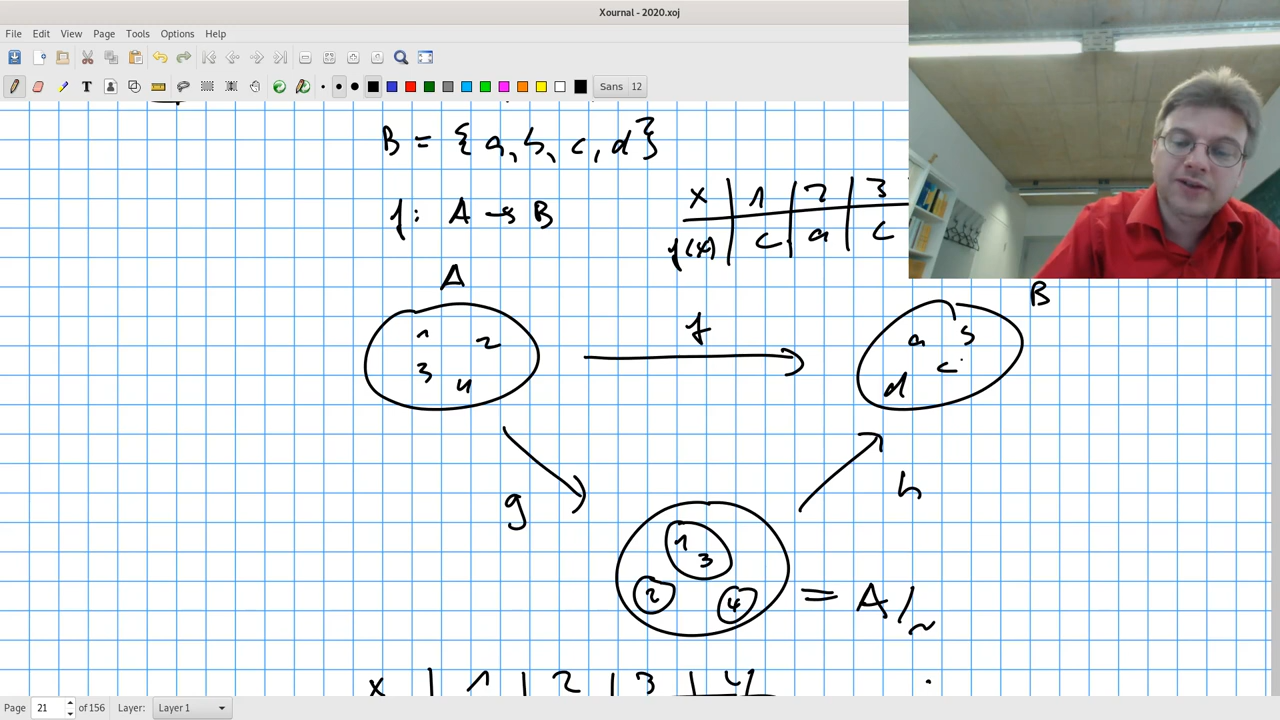 Xournal - 2020.xoj
File Edit View Page Tools Options Help
Sans 12
B = {a, b, c, d}
f: A → B
x | 1 | 2 | 3
f(x) | c | a | c
A
B
f
1 2
3 4
a b
c
d
g
h
1
3
2 4
= A/~
x | 1 | 2 | 3 | 4 |
Page 21 of 156 Layer: Layer 1